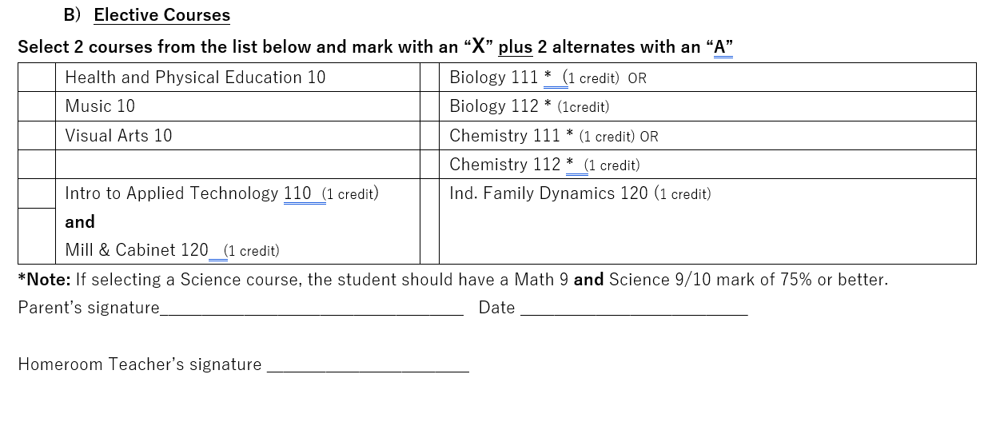 B) Elective Courses
Select 2 courses from the list below and mark with an “X” plus 2 alternates with an “A”
Health and Physical Education 10
Biology 111 * (1 credit) OR
Music 10
Biology 112 * (1credit)
Visual Arts 10
Chemistry 111 * (1 credit) OR
Chemistry 112 * (1 credit)
Intro to Applied Technology 110 (1 credit)
Ind. Family Dynamics 120 (1 credit)
and
Mill & Cabinet 120 (1 credit)
*Note: If selecting a Science course, the student should have a Math 9 and Science 9/10 mark of 75% or better.
Parent’s signature____________________________________ Date ___________________________
Homeroom Teacher’s signature ________________________